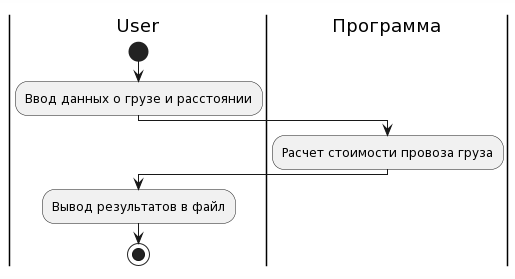 User
Программа
Ввод данных о грузе и расстоянии
Расчет стоимости провоза груза
Вывод результатов в файл